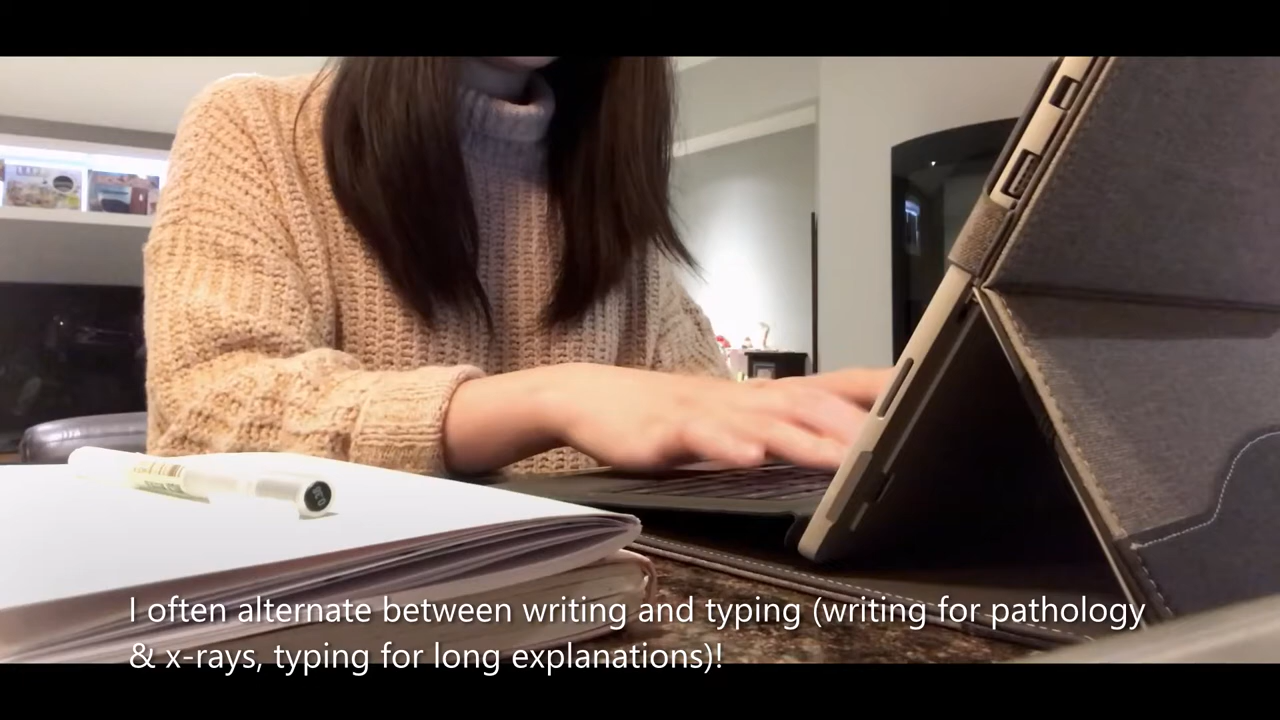 I often alternate between writing and typing (writing for pathology
& x-rays, typing for long explanations)!